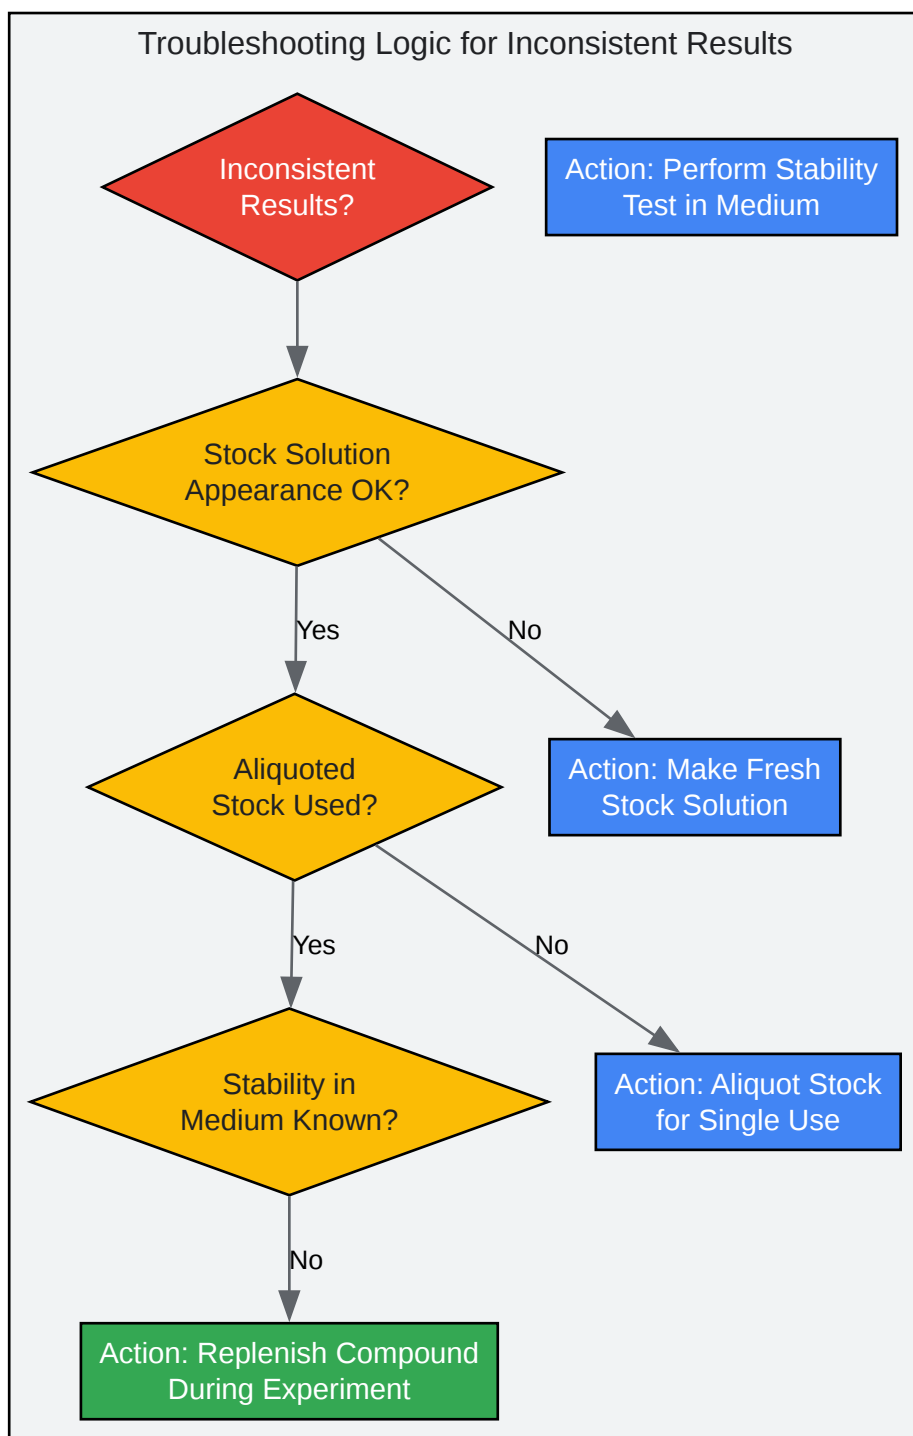 Troubleshooting Logic for Inconsistent Results
Inconsistent
Results?
Action: Perform Stability
Test in Medium
Stock Solution
Appearance OK?
Yes
No
Aliquoted
Stock Used?
Action: Make Fresh
Stock Solution
Yes
No
Stability in
Medium Known?
Action: Aliquot Stock
for Single Use
No
Action: Replenish Compound
During Experiment